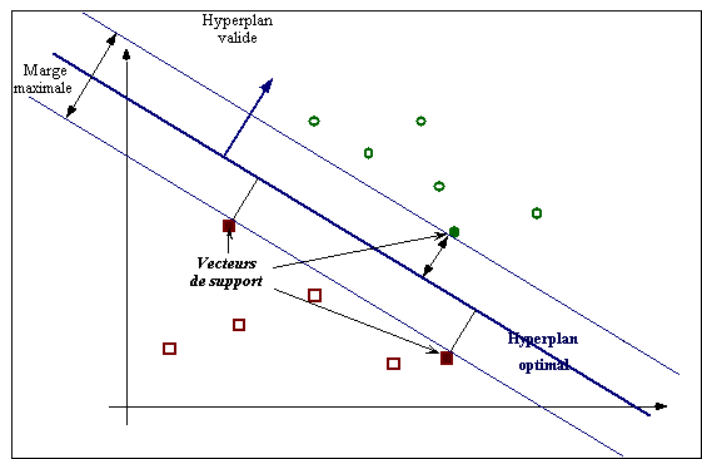 Hyperplan
valide
Marge
maximale
Vecteurs
de support
Hyperplan
optimal